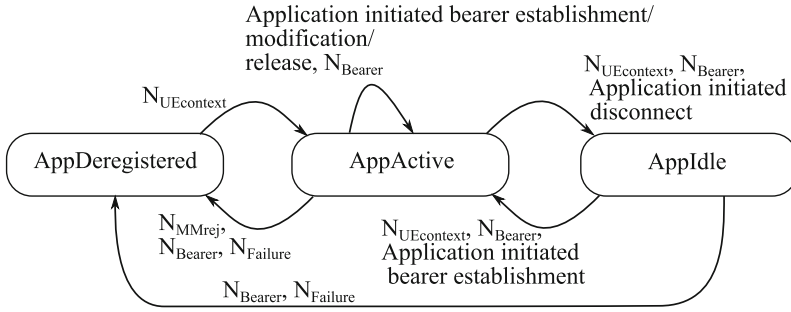 Application initiated bearer establishment/
modification/
release, N_Bearer
N_UEcontext
N_UEcontext, N_Bearer,
Application initiated
disconnect
AppDeregistered
AppActive
AppIdle
N_MMrej,
N_Bearer, N_Failure
N_UEcontext, N_Bearer,
Application initiated
bearer establishment
N_Bearer, N_Failure